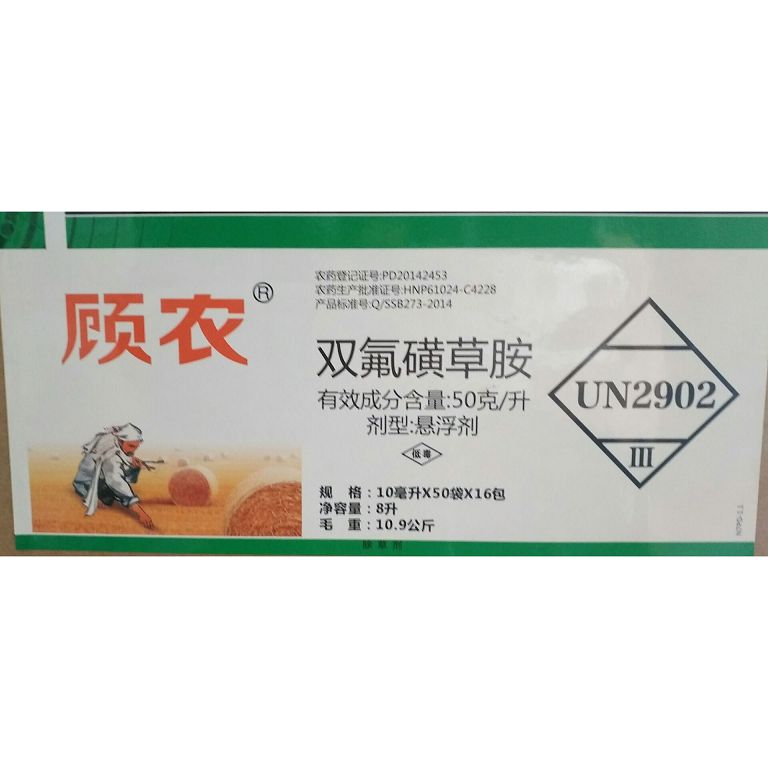 顾农®
农药登记证号:PD20142453
农药生产批准证号:HNP61024-C4228
产品标准号:Q/SSB273-2014
双氟磺草胺
有效成分含量:50克/升
剂型:悬浮剂
低毒
规 格:10毫升X50袋X16包
净容量:8升
毛 重:10.9公斤
UN2902
III
除草剂